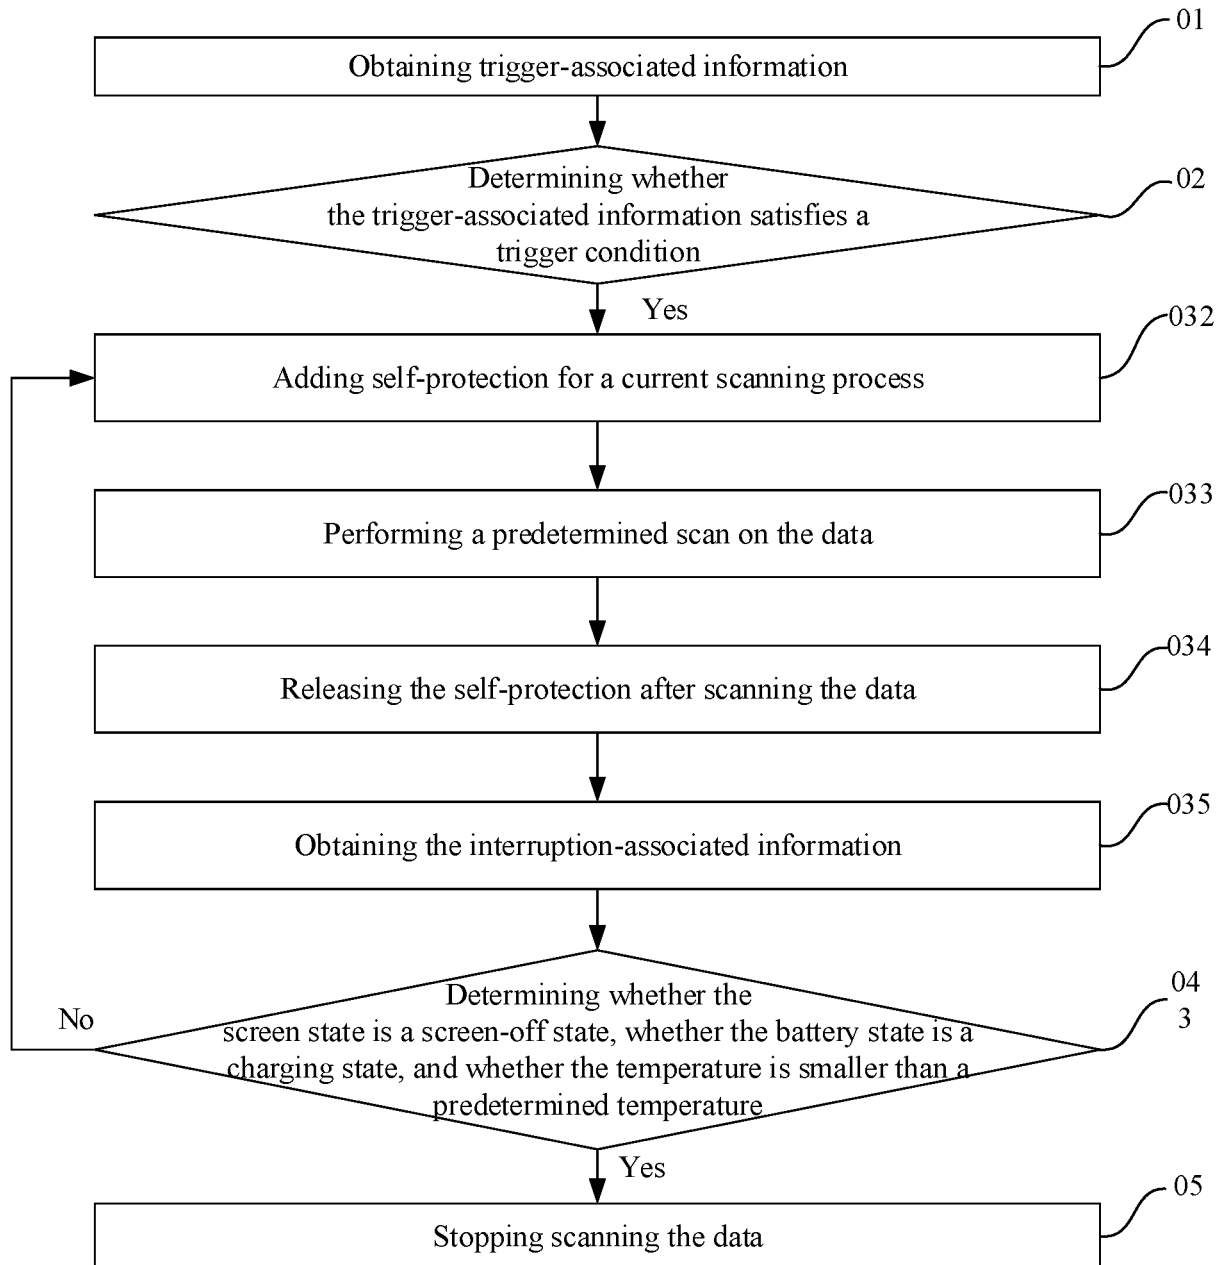 01
Obtaining trigger-associated information
Determining whether
02
the trigger-associated information satisfies a
trigger condition
Yes
032
Adding self-protection for a current scanning process
033
Performing a predetermined scan on the data
034
Releasing the self-protection after scanning the data
035
Obtaining the interruption-associated information
04
3
Determining whether the
No
screen state is a screen-off state, whether the battery state is a
charging state, and whether the temperature is smaller than a
predetermined temperature
Yes
05
Stopping scanning the data